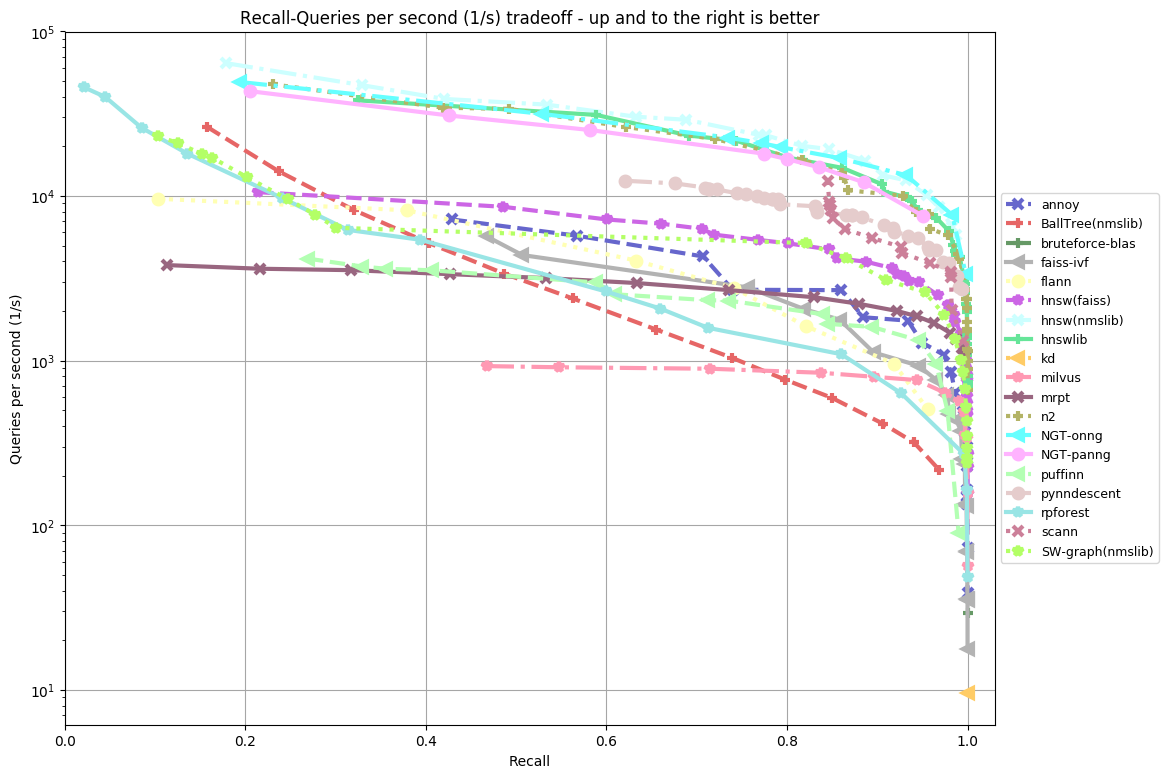 Recall-Queries per second (1/s) tradeoff - up and to the right is better
Queries per second (1/s)
10^5
10^4
10^3
10^2
10^1
0.0 0.2 0.4 0.6 0.8 1.0
Recall
annoy
BallTree(nmslib)
bruteforce-blas
faiss-ivf
flann
hnsw(faiss)
hnsw(nmslib)
hnswlib
kd
milvus
mrpt
n2
NGT-onng
NGT-panng
puffinn
pynndescent
rpforest
scann
SW-graph(nmslib)